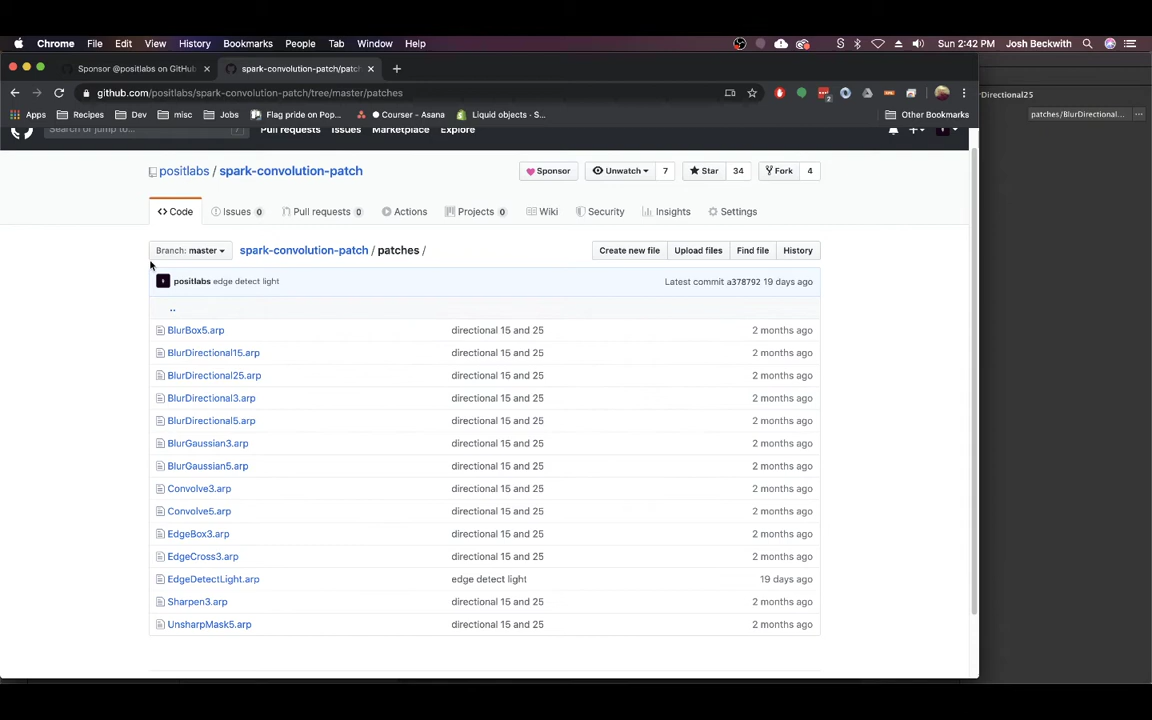 Chrome File Edit View History Bookmarks People Tab Window Help Sun 2:42 PM Josh Beckwith
Sponsor @positlabs on GitHub spark-convolution-patch/patc
github.com/positlabs/spark-convolution-patch/tree/master/patches
Apps Recipes Dev misc Jobs Flag pride on Pop... Courser - Asana Liquid objects - S... Other Bookmarks
rDirectional25
patches/BlurDirectional...
Search or jump to... / Pull requests Issues Marketplace Explore
positlabs / spark-convolution-patch Sponsor Unwatch 7 Star 34 Fork 4
Code Issues 0 Pull requests 0 Actions Projects 0 Wiki Security Insights Settings
Branch: master spark-convolution-patch / patches / Create new file Upload files Find file History
positlabs edge detect light Latest commit a378792 19 days ago
..
BlurBox5.arp directional 15 and 25 2 months ago
BlurDirectional15.arp directional 15 and 25 2 months ago
BlurDirectional25.arp directional 15 and 25 2 months ago
BlurDirectional3.arp directional 15 and 25 2 months ago
BlurDirectional5.arp directional 15 and 25 2 months ago
BlurGaussian3.arp directional 15 and 25 2 months ago
BlurGaussian5.arp directional 15 and 25 2 months ago
Convolve3.arp directional 15 and 25 2 months ago
Convolve5.arp directional 15 and 25 2 months ago
EdgeBox3.arp directional 15 and 25 2 months ago
EdgeCross3.arp directional 15 and 25 2 months ago
EdgeDetectLight.arp edge detect light 19 days ago
Sharpen3.arp directional 15 and 25 2 months ago
UnsharpMask5.arp directional 15 and 25 2 months ago